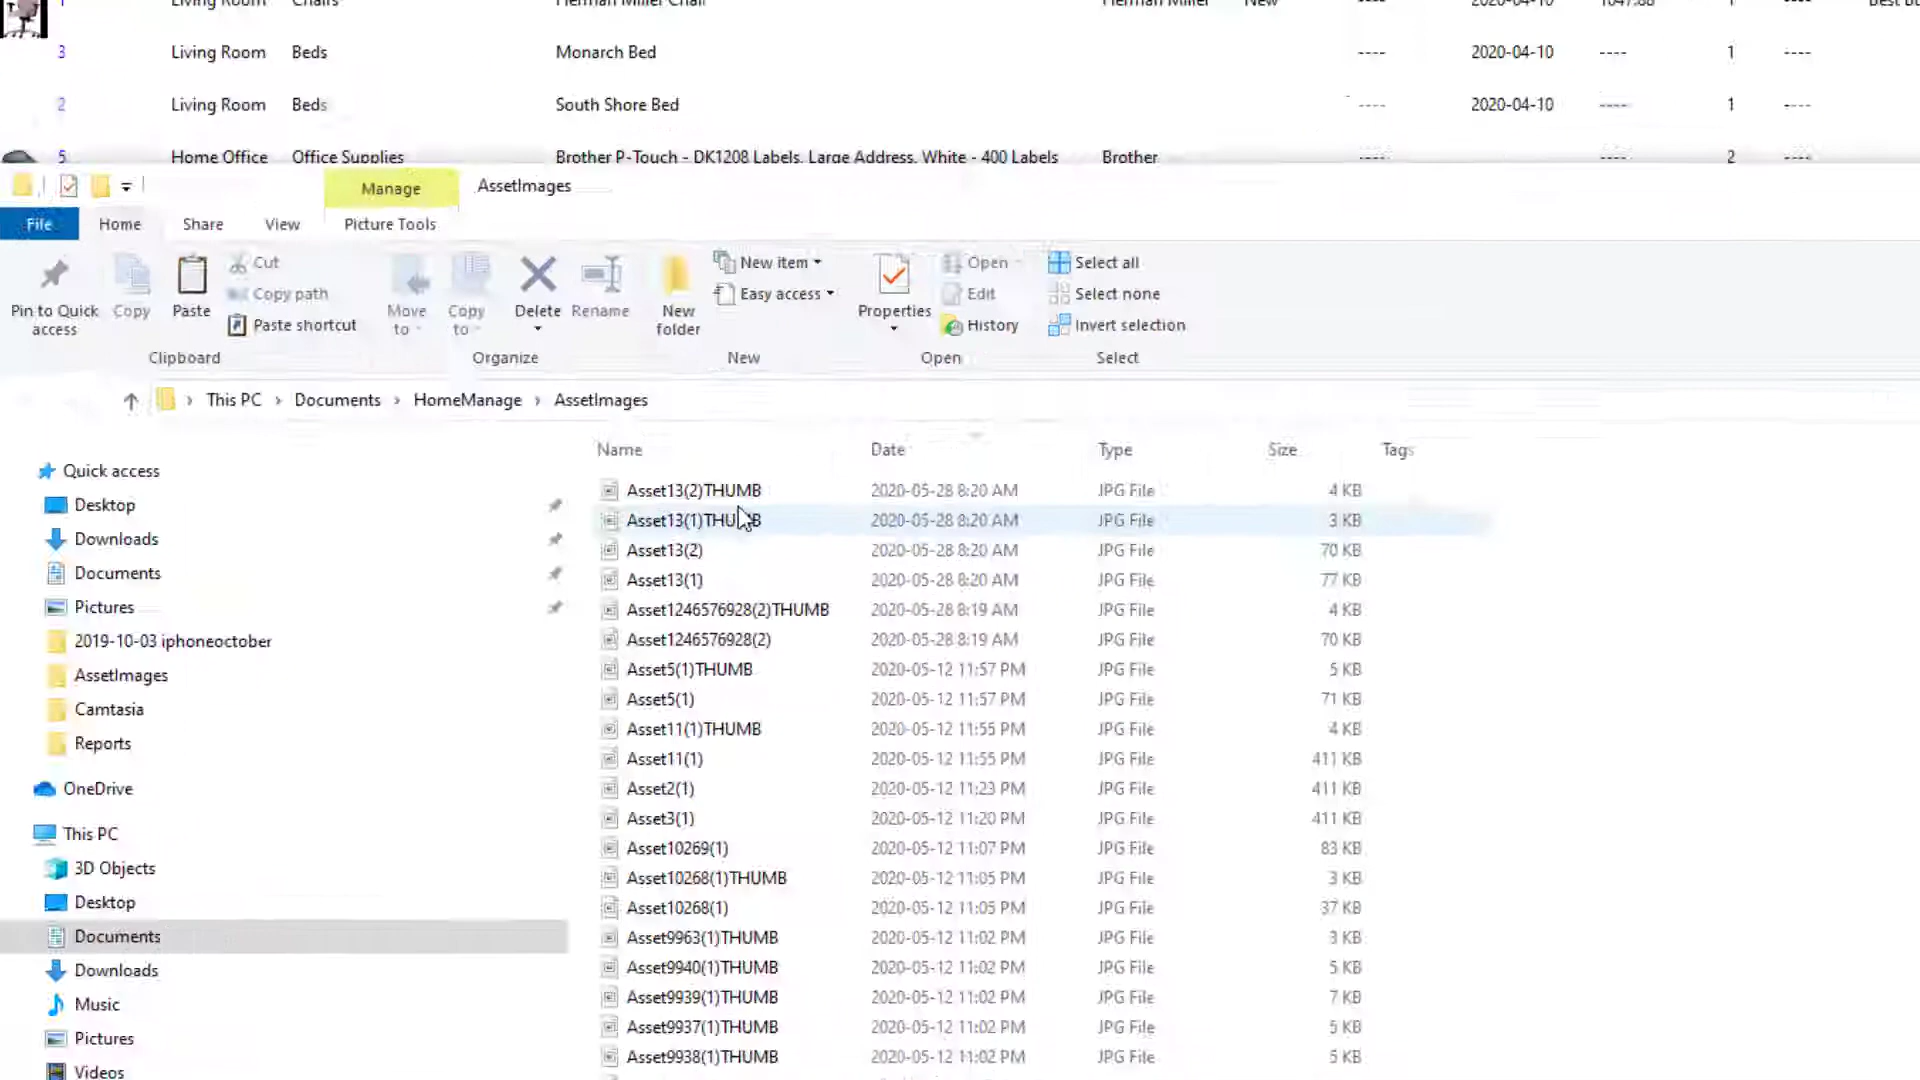 1 Living Room Chairs Herman Miller Chair Herman Miller New ---- 2020-04-10 1047.88 1 ---- Best Bu
3 Living Room Beds Monarch Bed ---- 2020-04-10 ---- 1 ----
2 Living Room Beds South Shore Bed ---- 2020-04-10 ---- 1 ----
5 Home Office Office Supplies Brother P-Touch - DK1208 Labels, Large Address, White - 400 Labels Brother ---- ---- ---- 2 ----
Manage AssetImages
File Home Share View Picture Tools
Pin to Quick access
Copy
Paste
Cut
Copy path
Paste shortcut
Clipboard
Move to
Copy to
Delete
Rename
Organize
New folder
New item
Easy access
New
Properties
Open
Edit
History
Open
Select all
Select none
Invert selection
Select
This PC > Documents > HomeManage > AssetImages
Quick access
Desktop
Downloads
Documents
Pictures
2019-10-03 iphoneoctober
AssetImages
Camtasia
Reports
OneDrive
This PC
3D Objects
Desktop
Documents
Downloads
Music
Pictures
Videos
Name Date Type Size Tags
Asset13(2)THUMB 2020-05-28 8:20 AM JPG File 4 KB
Asset13(1)THUMB 2020-05-28 8:20 AM JPG File 3 KB
Asset13(2) 2020-05-28 8:20 AM JPG File 70 KB
Asset13(1) 2020-05-28 8:20 AM JPG File 77 KB
Asset1246576928(2)THUMB 2020-05-28 8:19 AM JPG File 4 KB
Asset1246576928(2) 2020-05-28 8:19 AM JPG File 70 KB
Asset5(1)THUMB 2020-05-12 11:57 PM JPG File 5 KB
Asset5(1) 2020-05-12 11:57 PM JPG File 71 KB
Asset11(1)THUMB 2020-05-12 11:55 PM JPG File 4 KB
Asset11(1) 2020-05-12 11:55 PM JPG File 411 KB
Asset2(1) 2020-05-12 11:23 PM JPG File 411 KB
Asset3(1) 2020-05-12 11:20 PM JPG File 411 KB
Asset10269(1) 2020-05-12 11:07 PM JPG File 83 KB
Asset10268(1)THUMB 2020-05-12 11:05 PM JPG File 3 KB
Asset10268(1) 2020-05-12 11:05 PM JPG File 37 KB
Asset9963(1)THUMB 2020-05-12 11:02 PM JPG File 3 KB
Asset9940(1)THUMB 2020-05-12 11:02 PM JPG File 5 KB
Asset9939(1)THUMB 2020-05-12 11:02 PM JPG File 7 KB
Asset9937(1)THUMB 2020-05-12 11:02 PM JPG File 5 KB
Asset9938(1)THUMB 2020-05-12 11:02 PM JPG File 5 KB